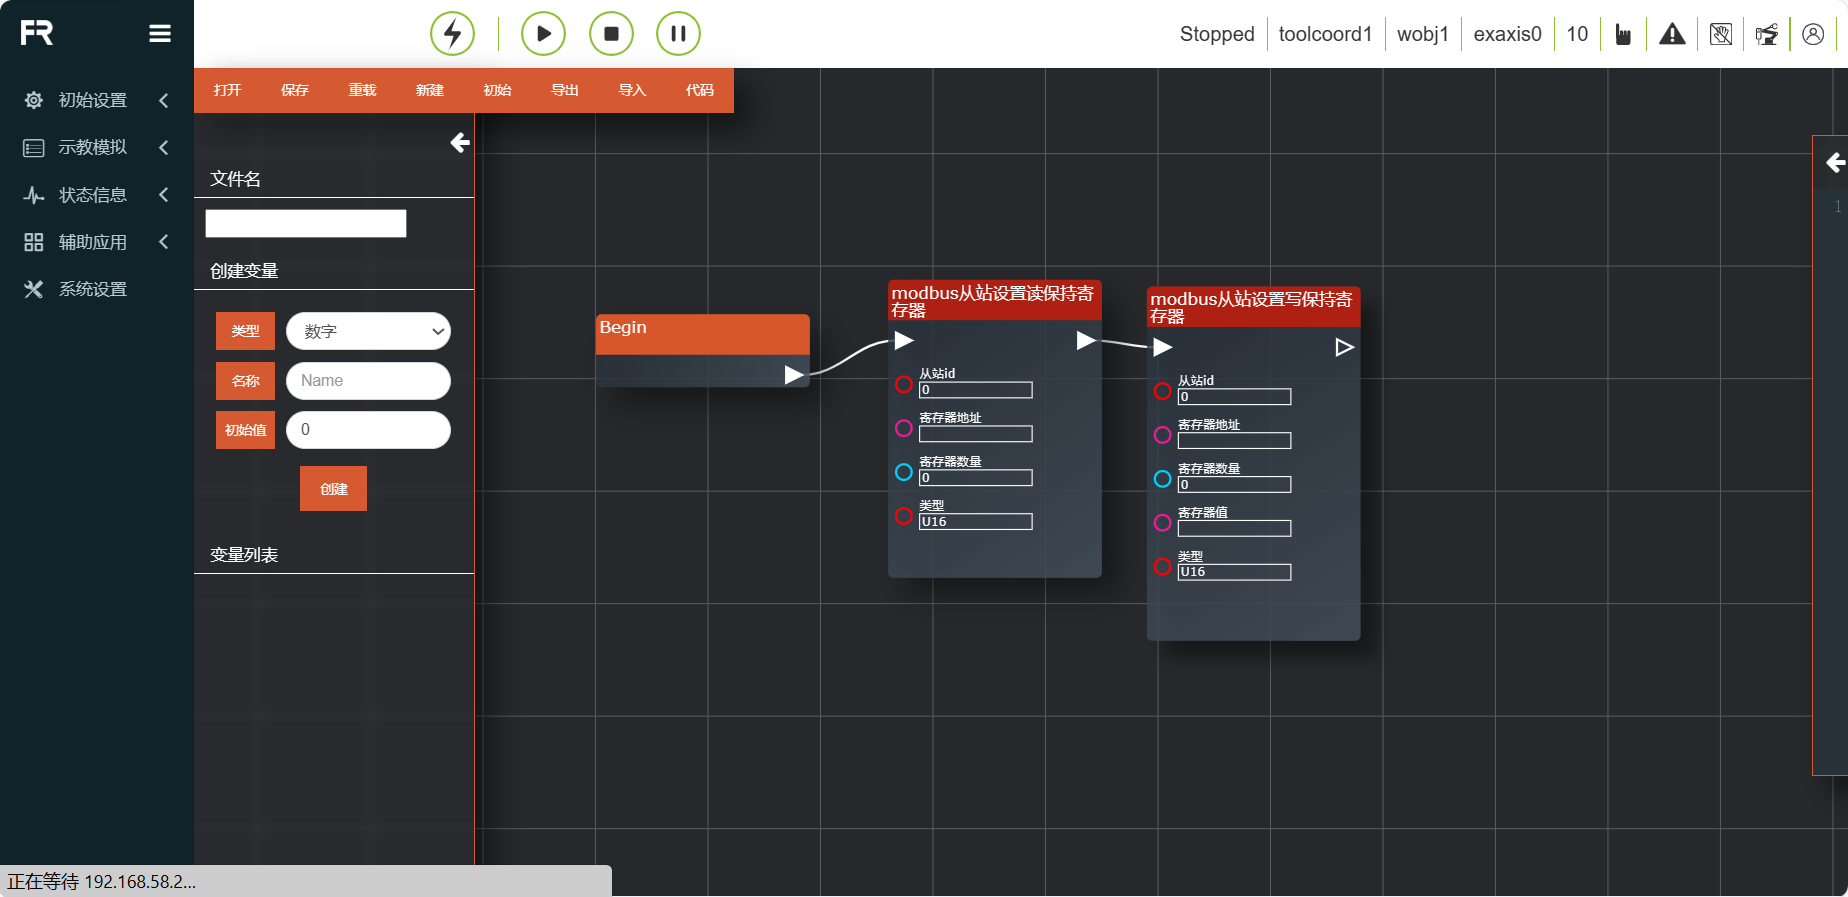 FR
Stopped
toolcoord1
wobj1
exaxis0
10
初始设置
示教模拟
状态信息
辅助应用
系统设置
打开
保存
重载
新建
初始
导出
导入
代码
文件名
创建变量
类型
数字
名称
Name
初始值
0
创建
变量列表
Begin
modbus从站设置读保持寄
存器
从站id
0
寄存器地址
寄存器数量
0
类型
U16
modbus从站设置写保持寄
存器
从站id
0
寄存器地址
寄存器数量
0
寄存器值
类型
U16
1
正在等待 192.168.58.2...